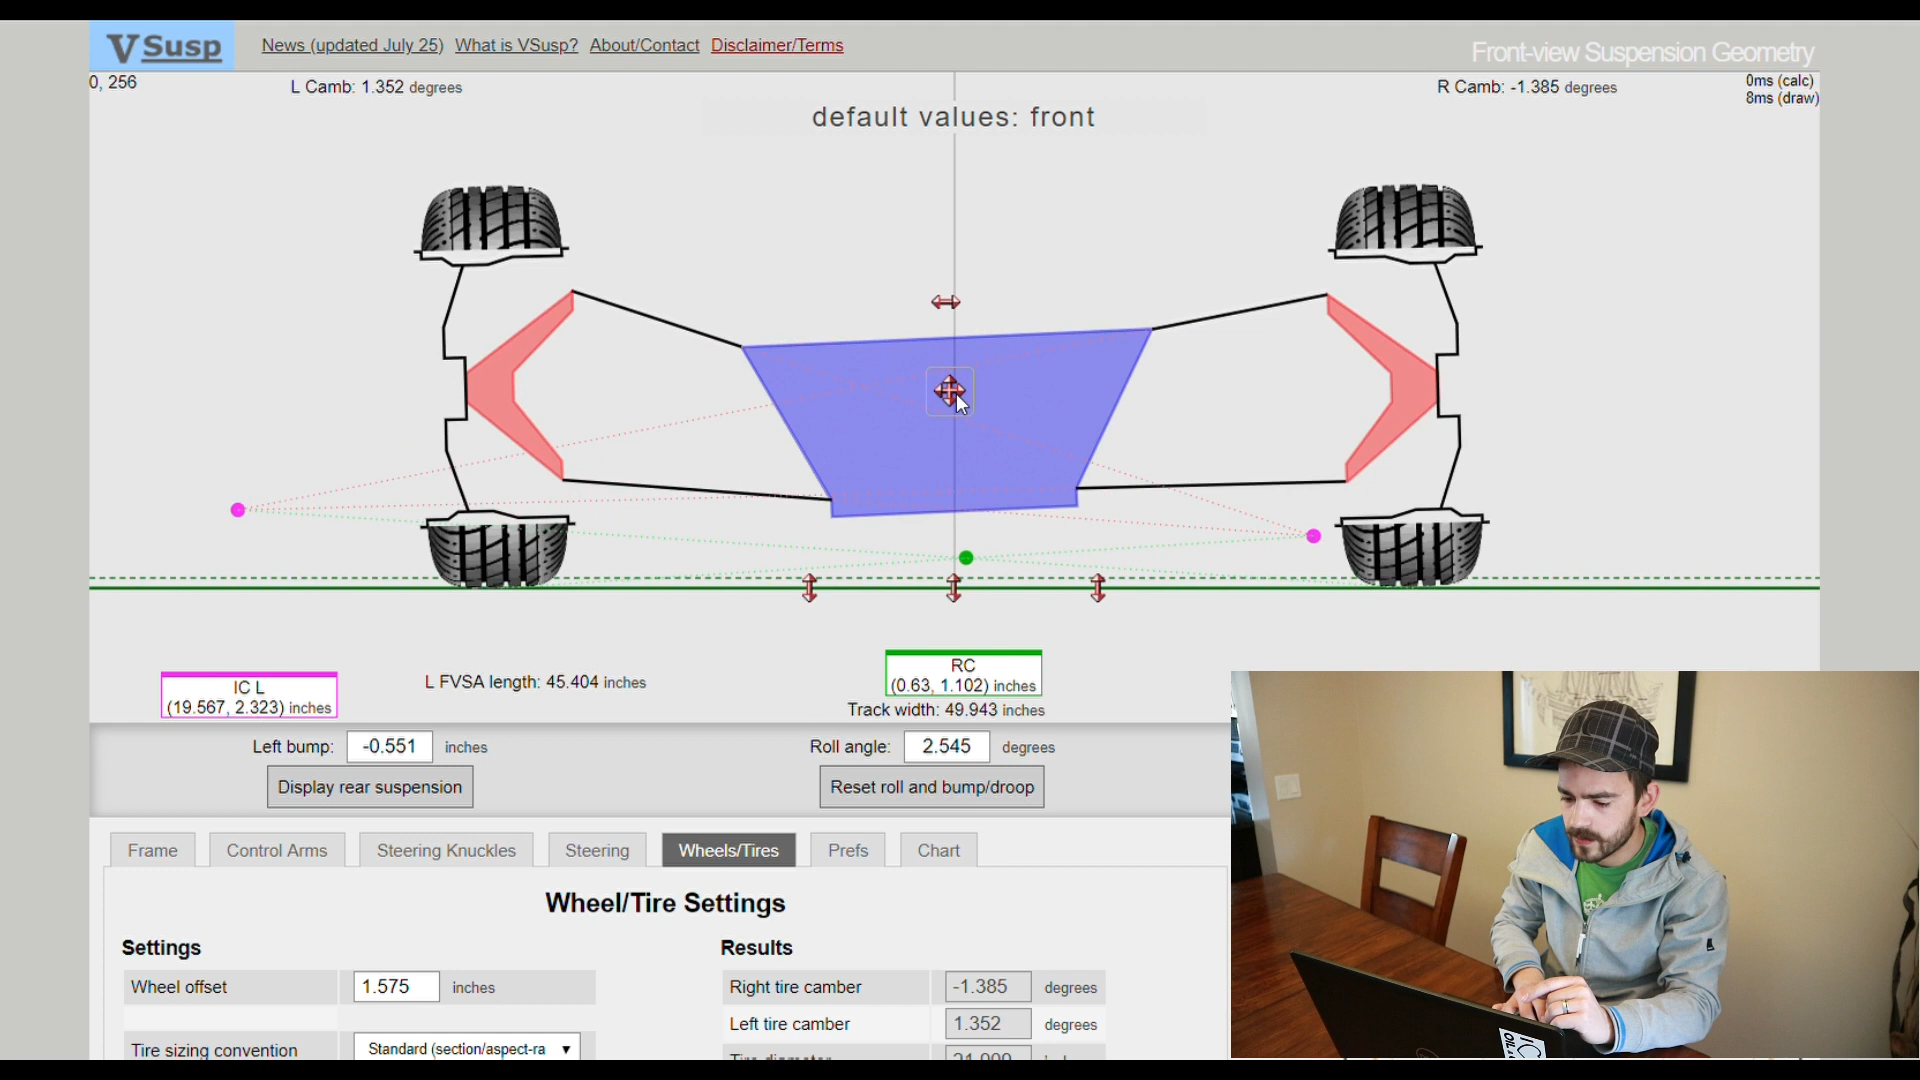 VSusp News (updated July 25) What is VSusp? About/Contact Disclaimer/Terms Front-view Suspension Geometry
0, 256 L Camb: 1.352 degrees R Camb: -1.385 degrees 0ms (calc)
8ms (draw)
default values: front
IC L
(19.567, 2.323) inches
L FVSA length: 45.404 inches
RC
(0.63, 1.102) inches
Track width: 49.943 inches
Left bump: -0.551 inches Roll angle: 2.545 degrees
Display rear suspension Reset roll and bump/droop
Frame Control Arms Steering Knuckles Steering Wheels/Tires Prefs Chart
Wheel/Tire Settings
Settings Results
Wheel offset 1.575 inches Right tire camber -1.385 degrees
Left tire camber 1.352 degrees
Tire sizing convention Standard (section/aspect-ra